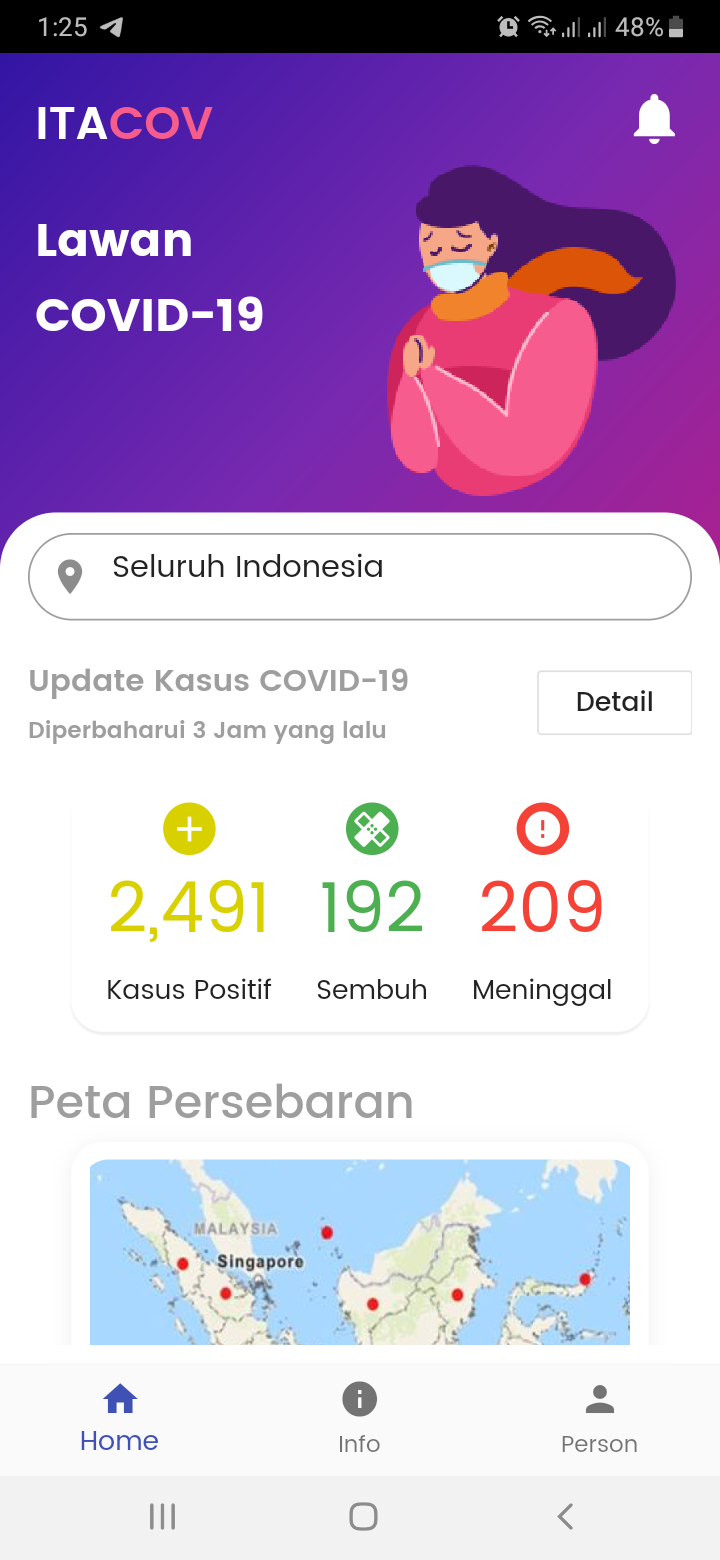 1:25
48%
ITACOV
Lawan
COVID-19
Seluruh Indonesia
Update Kasus COVID-19
Diperbaharui 3 Jam yang lalu
Detail
2,491
192
209
Kasus Positif
Sembuh
Meninggal
Peta Persebaran
MALAYSIA
Singapore
Home
Info
Person